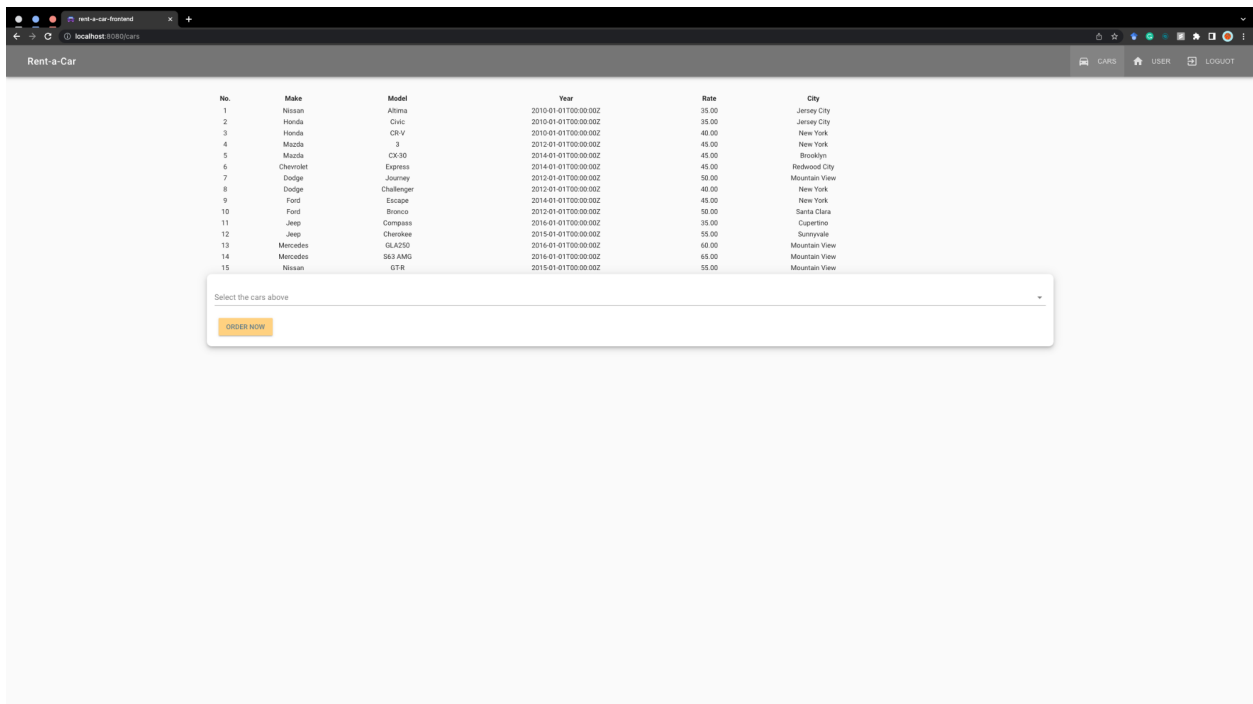 rent-a-car-frontend
localhost:8080/cars
Rent-a-Car CARS USER LOGUOT
No. Make Model Year Rate City
1 Nissan Altima 2010-01-01T00:00:00Z 35.00 Jersey City
2 Honda Civic 2010-01-01T00:00:00Z 35.00 Jersey City
3 Honda CR-V 2010-01-01T00:00:00Z 40.00 New York
4 Mazda 3 2012-01-01T00:00:00Z 45.00 New York
5 Mazda CX-30 2014-01-01T00:00:00Z 45.00 Brooklyn
6 Chevrolet Express 2014-01-01T00:00:00Z 45.00 Redwood City
7 Dodge Journey 2012-01-01T00:00:00Z 50.00 Mountain View
8 Dodge Challenger 2012-01-01T00:00:00Z 40.00 New York
9 Ford Escape 2014-01-01T00:00:00Z 45.00 New York
10 Ford Bronco 2012-01-01T00:00:00Z 50.00 Santa Clara
11 Jeep Compass 2016-01-01T00:00:00Z 35.00 Cupertino
12 Jeep Cherokee 2015-01-01T00:00:00Z 55.00 Sunnyvale
13 Mercedes GLA250 2016-01-01T00:00:00Z 60.00 Mountain View
14 Mercedes S63 AMG 2016-01-01T00:00:00Z 65.00 Mountain View
15 Nissan GT-R 2015-01-01T00:00:00Z 55.00 Mountain View
Select the cars above
ORDER NOW